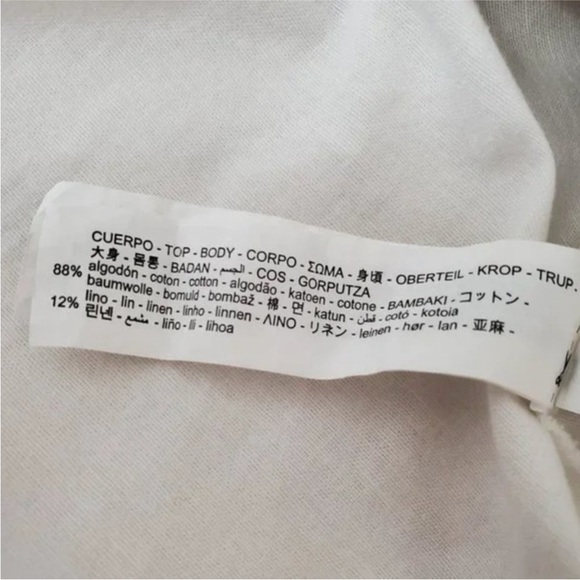 CUERPO - TOP - BODY - CORPO - ΣΩΜΑ - 身頃 - OBERTEIL - KROP - TRUP -
大身 - 몸통 - BADAN - الجسم - COS - GORPUTZA
88% algodón - coton - cotton - algodão - katoen - cotone - BAMBAKI - コットン -
baumwolle - bomuld - bombaž - 棉 - 면 - katun - قطن - cotó - kotoia
12% lino - lin - linen - linho - linnen - ΛΙΝΟ - リネン - leinen - hør - lan - 亚麻 -
린넨 - مشمع - liño - lli - lihoa